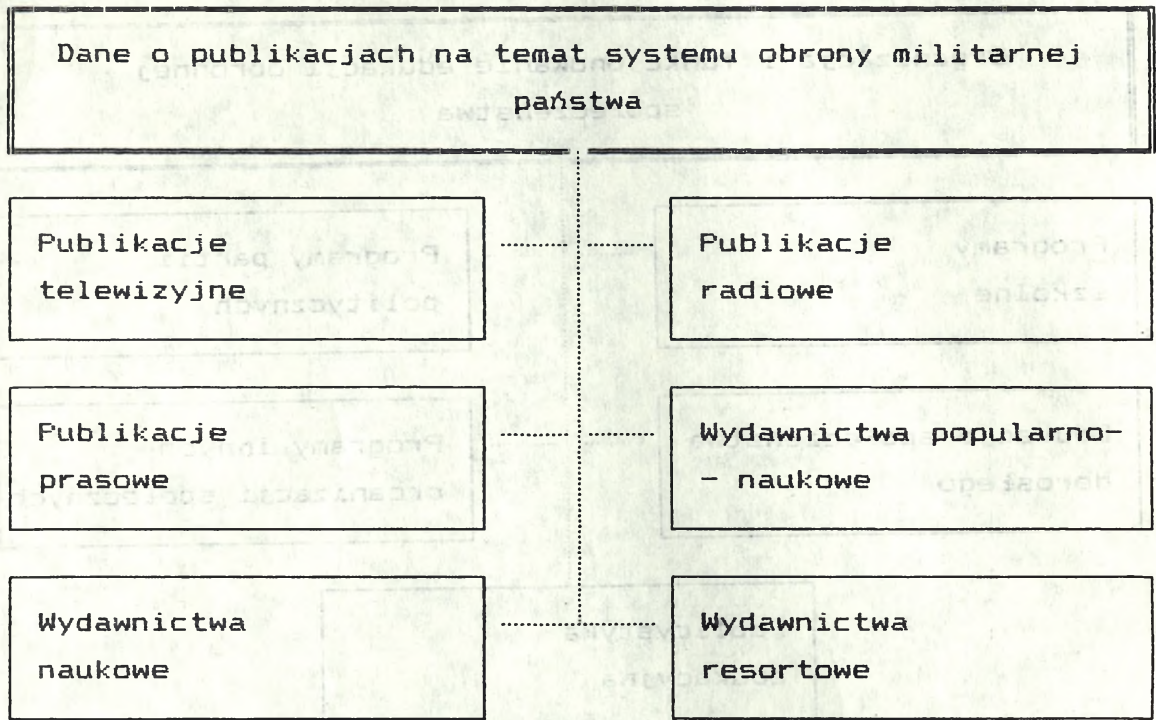 Dane o publikacjach na temat systemu obrony militarnej
państwa
Publikacje
telewizyjne
Publikacje
radiowe
Publikacje
prasowe
Wydawnictwa popularno-
- naukowe
Wydawnictwa
naukowe
Wydawnictwa
resortowe